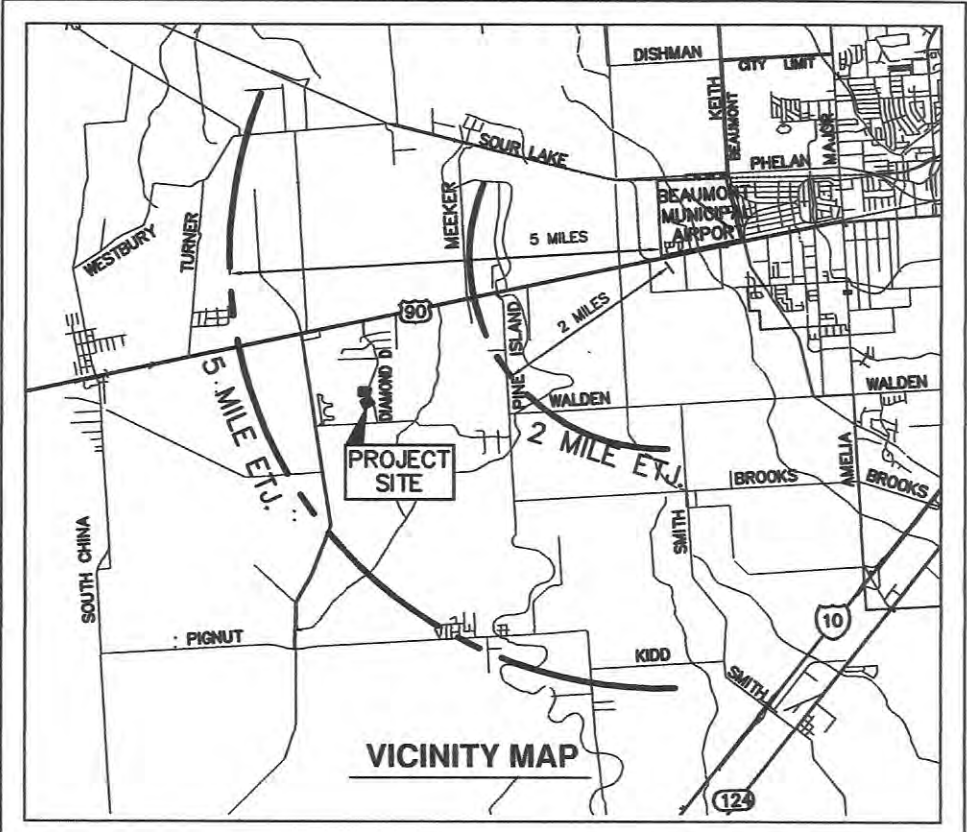 DISHMAN
CITY LIMIT
KEITH
BEAUMONT
MAJOR
PHELAN
SOUR LAKE
BEAUMONT
MUNICIPAL
AIRPORT
MEEKER
TURNER
WESTBURY
5 MILES
90
2 MILES
PINE ISLAND
DIAMOND D
WALDEN
WALDEN
5 MILE ETJ.
2 MILE ETJ.
PROJECT
SITE
AMELIA
BROOKS
BROOKS
SMITH
SOUTH CHINA
10
PIGNUT
KIDD
SMITH
VICINITY MAP
124